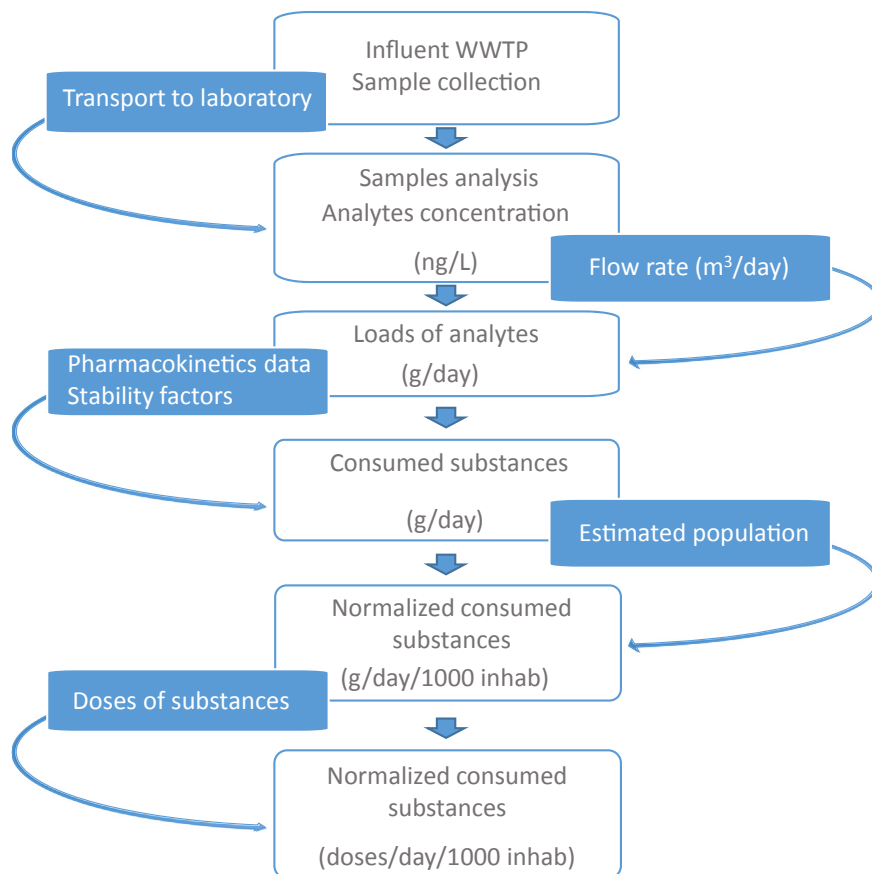 Influent WWTP
Sample collection
Transport to laboratory
Samples analysis
Analytes concentration
(ng/L)
Flow rate (m³/day)
Loads of analytes
(g/day)
Pharmacokinetics data
Stability factors
Consumed substances
(g/day)
Estimated population
Normalized consumed
substances
(g/day/1000 inhab)
Doses of substances
Normalized consumed
substances
(doses/day/1000 inhab)